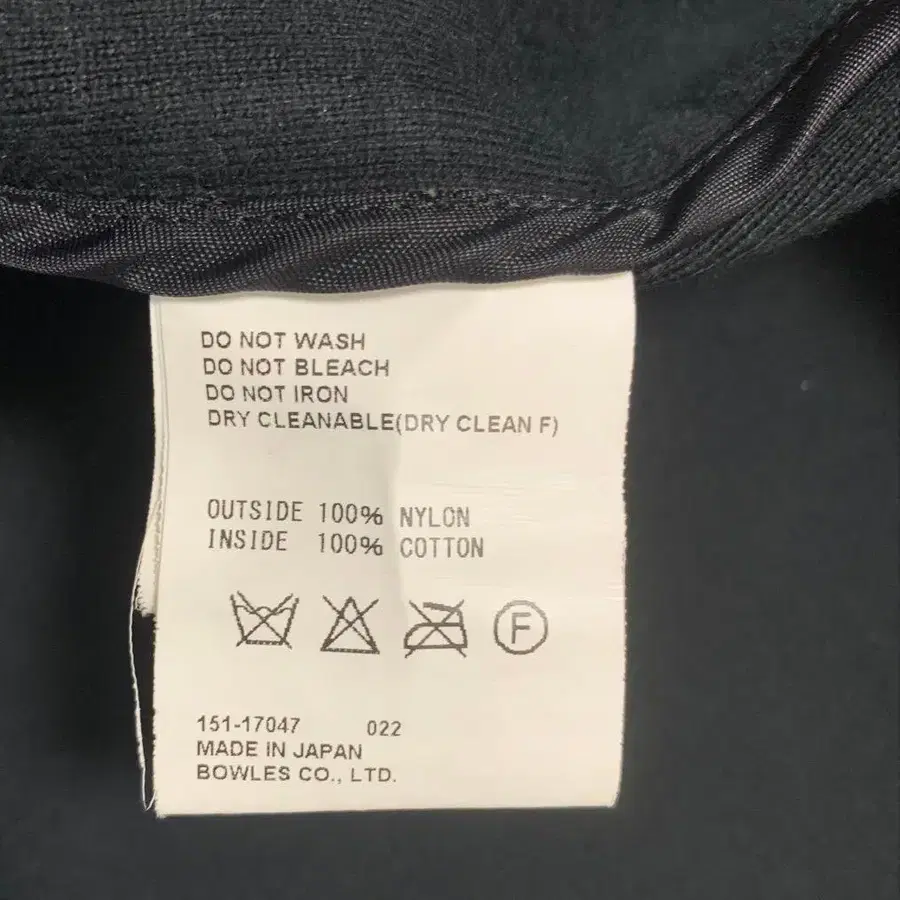 DO NOT WASH
DO NOT BLEACH
DO NOT IRON
DRY CLEANABLE(DRY CLEAN F)
OUTSIDE 100% NYLON
INSIDE 100% COTTON
F
151-17047 022
MADE IN JAPAN
BOWLES CO., LTD.